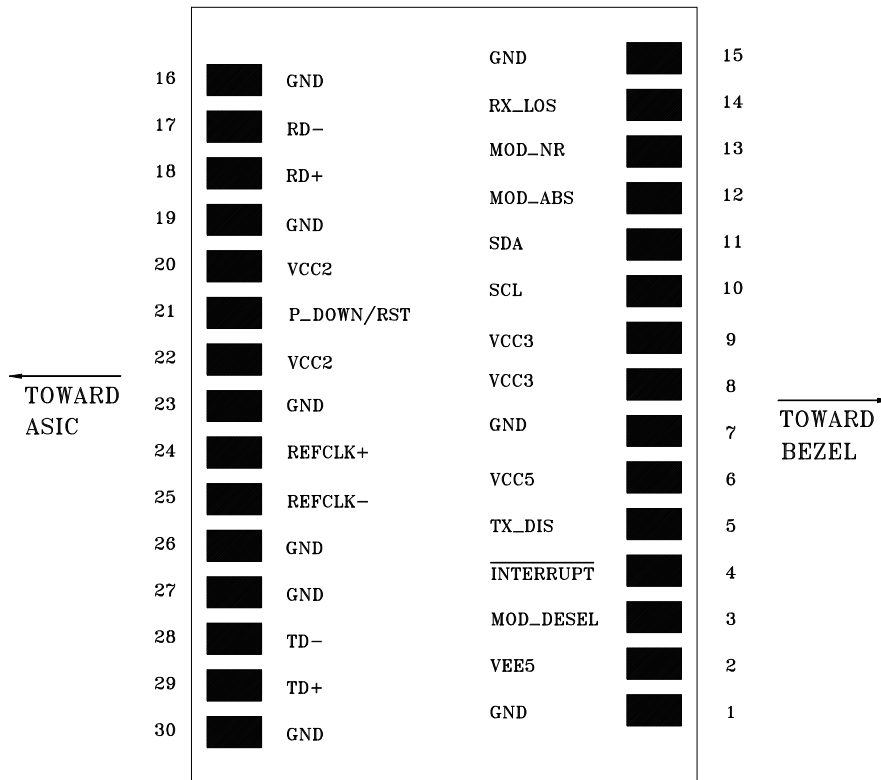 GND 15
16 GND
RX_LOS 14
17 RD-
MOD_NR 13
18 RD+
MOD_ABS 12
19 GND
SDA 11
20 VCC2
SCL 10
21 P_DOWN/RST
VCC3 9
22 VCC2
VCC3 8
TOWARD
ASIC
23 GND
GND 7
TOWARD
BEZEL
24 REFCLK+
VCC5 6
25 REFCLK-
TX_DIS 5
26 GND
INTERRUPT 4
27 GND
MOD_DESEL 3
28 TD-
VEE5 2
29 TD+
GND 1
30 GND